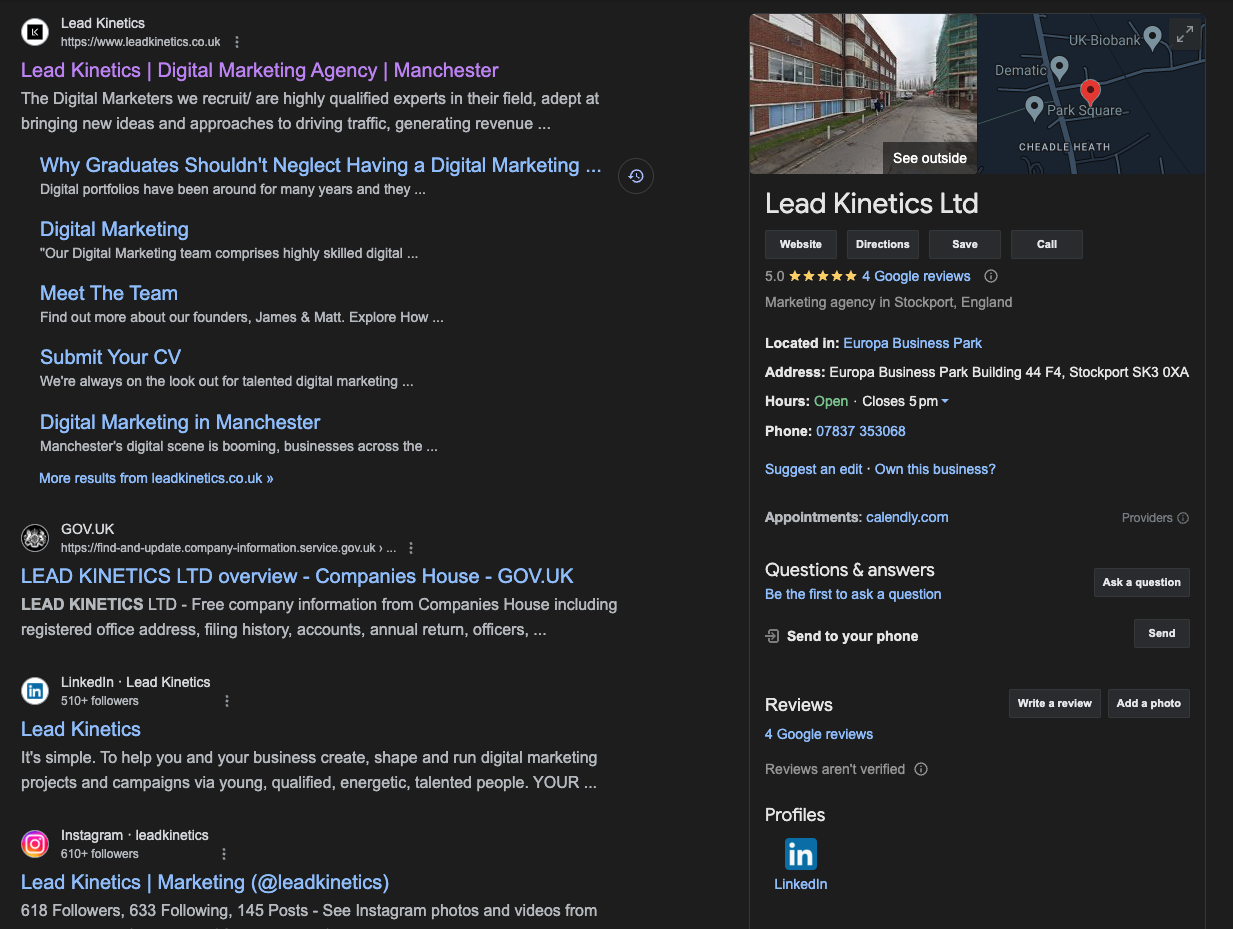 Lead Kinetics
https://www.leadkinetics.co.uk
Lead Kinetics | Digital Marketing Agency | Manchester
The Digital Marketers we recruit/ are highly qualified experts in their field, adept at
bringing new ideas and approaches to driving traffic, generating revenue ...
Why Graduates Shouldn't Neglect Having a Digital Marketing ...
Digital portfolios have been around for many years and they ...
Digital Marketing
"Our Digital Marketing team comprises highly skilled digital ...
Meet The Team
Find out more about our founders, James & Matt. Explore How ...
Submit Your CV
We're always on the look out for talented digital marketing ...
Digital Marketing in Manchester
Manchester's digital scene is booming, businesses across the ...
More results from leadkinetics.co.uk »
GOV.UK
https://find-and-update.company-information.service.gov.uk › ...
LEAD KINETICS LTD overview - Companies House - GOV.UK
LEAD KINETICS LTD - Free company information from Companies House including
registered office address, filing history, accounts, annual return, officers, ...
LinkedIn · Lead Kinetics
510+ followers
Lead Kinetics
It's simple. To help you and your business create, shape and run digital marketing
projects and campaigns via young, qualified, energetic, talented people. YOUR ...
Instagram · leadkinetics
610+ followers
Lead Kinetics | Marketing (@leadkinetics)
618 Followers, 633 Following, 145 Posts - See Instagram photos and videos from
See outside
UK Biobank
Dematic
Park Square
CHEADLE HEATH
Lead Kinetics Ltd
Website Directions Save Call
5.0 4 Google reviews
Marketing agency in Stockport, England
Located in: Europa Business Park
Address: Europa Business Park Building 44 F4, Stockport SK3 0XA
Hours: Open · Closes 5 pm
Phone: 07837 353068
Suggest an edit · Own this business?
Appointments: calendly.com Providers
Questions & answers
Be the first to ask a question
Ask a question
Send to your phone
Send
Reviews
Write a review Add a photo
4 Google reviews
Reviews aren't verified
Profiles
in
LinkedIn